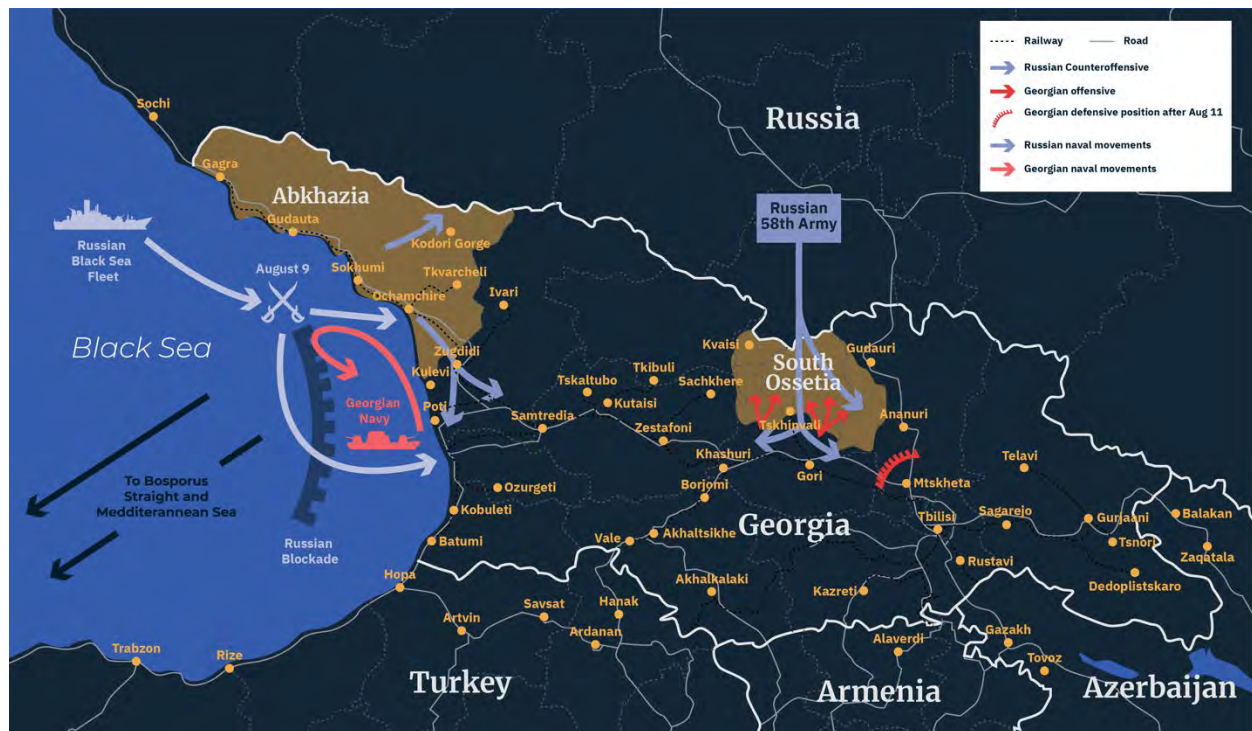 Railway
Road
Russian Counteroffensive
Georgian offensive
Georgian defensive position after Aug 11
Russian naval movements
Georgian naval movements
Russia
Sochi
Gagra
Abkhazia
Russian
58th Army
Gudauta
Kodori Gorge
Russian
Black Sea
Fleet
August 9
Sokhumi
Tkvarcheli
Ivari
Ochamchire
Black Sea
Zugdidi
Kvaisi
Gudauri
South
Ossetia
Kulevi
Tkibuli
Tskaltubo
Sachkhere
Georgian
Navy
Poti
Kutaisi
Samtredia
Zestafoni
Tskhinvali
Ananuri
Khashuri
Gori
Telavi
To Bosporus
Straight and
Medditerannean Sea
Ozurgeti
Borjomi
Mtskheta
Kobuleti
Georgia
Tbilisi
Sagarejo
Gurjaani
Balakan
Russian
Blockade
Batumi
Vale
Akhaltsikhe
Tsnori
Zaqatala
Rustavi
Hopa
Akhalkalaki
Kazreti
Dedoplistskaro
Artvin
Savsat
Hanak
Ardanan
Alaverdi
Gazakh
Trabzon
Rize
Tovoz
Turkey
Armenia
Azerbaijan